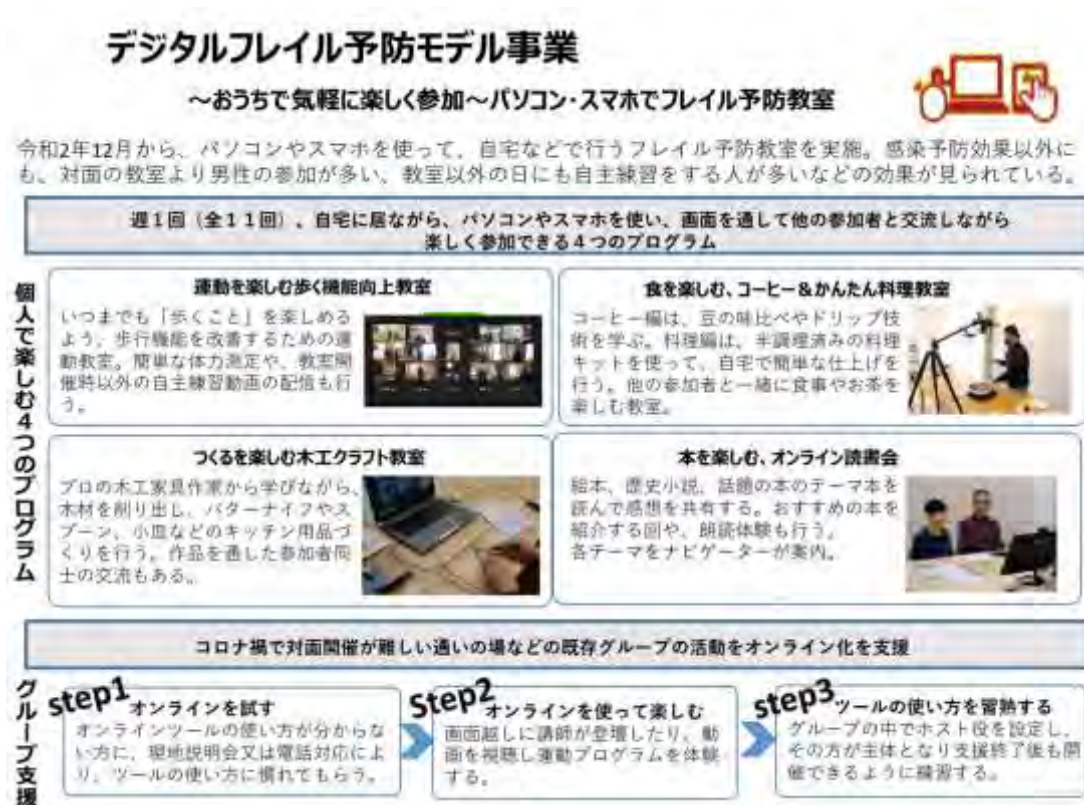 デジタルフレイル予防モデル事業
～おうちで気軽に楽しく参加～パソコン・スマホでフレイル予防教室
令和2年12月から、パソコンやスマホを使って、自宅などで行うフレイル予防教室を実施。感染予防効果以外に
も、対面の教室より男性の参加が多い、教室以外の日にも自主練習をする人が多いなどの効果が見られている。
週1回（全11回）、自宅に居ながら、パソコンやスマホを使い、画面を通して他の参加者と交流しながら
楽しく参加できる４つのプログラム
個人で楽しむ４つのプログラム
運動を楽しむ歩く機能向上教室
いつまでも「歩くこと」を楽しめる
よう、歩行機能を改善するための運
動教室。簡単な体力測定や、教室開
催時以外の自主練習動画の配信も行
う。
食を楽しむ、コーヒー＆かんたん料理教室
コーヒー編は、豆の味比べやドリップ技
術を学ぶ。料理編は、半調理済みの料理
キットを使って、自宅で簡単な仕上げを
行う。他の参加者と一緒に食事やお茶を
楽しむ教室。
つくるを楽しむ木工クラフト教室
プロの木工家具作家から学びながら、
木材を削り出し、バターナイフやス
プーン、小皿などのキッチン用品づ
くりを行う。作品を通した参加者同
士の交流もある。
本を楽しむ、オンライン読書会
絵本、歴史小説、話題の本のテーマ本を
読んで感想を共有する。おすすめの本を
紹介する回や、朗読体験も行う。
各テーマをナビゲーターが案内。
コロナ禍で対面開催が難しい通いの場などの既存グループの活動をオンライン化を支援
グループ支援
step1
オンラインを試す
オンラインツールの使い方が分からな
い方に、現地説明会又は電話対応によ
り、ツールの使い方に慣れてもらう。
Step2
オンラインを使って楽しむ
画面越しに講師が登壇したり、動
画を視聴し運動プログラムを体験
する。
step3
ツールの使い方を習熟する
グループの中でホスト役を設定し、
その方が主体となり支援終了後も開
催できるように練習する。